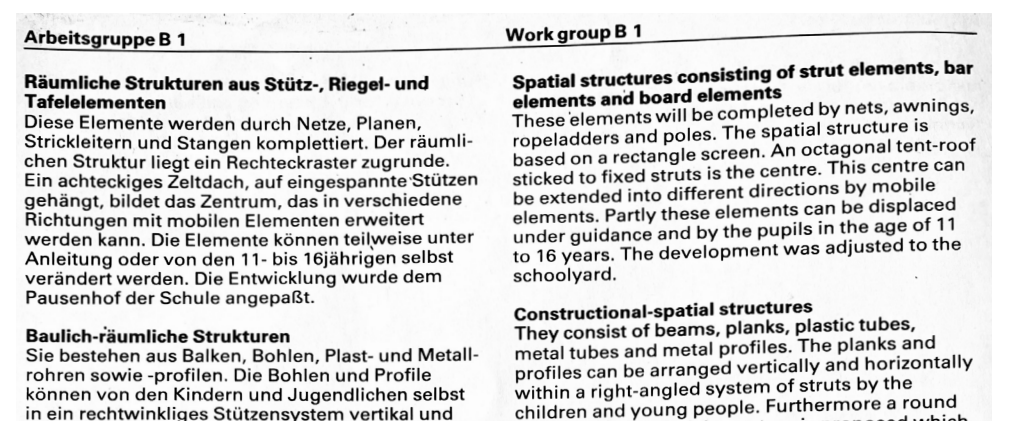 Arbeitsgruppe B 1
Räumliche Strukturen aus Stütz-, Riegel- und
Tafelelementen
Diese Elemente werden durch Netze, Planen,
Strickleitern und Stangen komplettiert. Der räumli-
chen Struktur liegt ein Rechteckraster zugrunde.
Ein achteckiges Zeltdach, auf eingespannte Stützen
gehängt, bildet das Zentrum, das in verschiedene
Richtungen mit mobilen Elementen erweitert
werden kann. Die Elemente können teilweise unter
Anleitung oder von den 11- bis 16jährigen selbst
verändert werden. Die Entwicklung wurde dem
Pausenhof der Schule angepaßt.
Baulich-räumliche Strukturen
Sie bestehen aus Balken, Bohlen, Plast- und Metall-
rohren sowie -profilen. Die Bohlen und Profile
können von den Kindern und Jugendlichen selbst
in ein rechtwinkliges Stützensystem vertikal und
Work group B 1
Spatial structures consisting of strut elements, bar
elements and board elements
These elements will be completed by nets, awnings,
ropeladders and poles. The spatial structure is
based on a rectangle screen. An octagonal tent-roof
sticked to fixed struts is the centre. This centre can
be extended into different directions by mobile
elements. Partly these elements can be displaced
under guidance and by the pupils in the age of 11
to 16 years. The development was adjusted to the
schoolyard.
Constructional-spatial structures
They consist of beams, planks, plastic tubes,
metal tubes and metal profiles. The planks and
profiles can be arranged vertically and horizontally
within a right-angled system of struts by the
children and young people. Furthermore a round
which